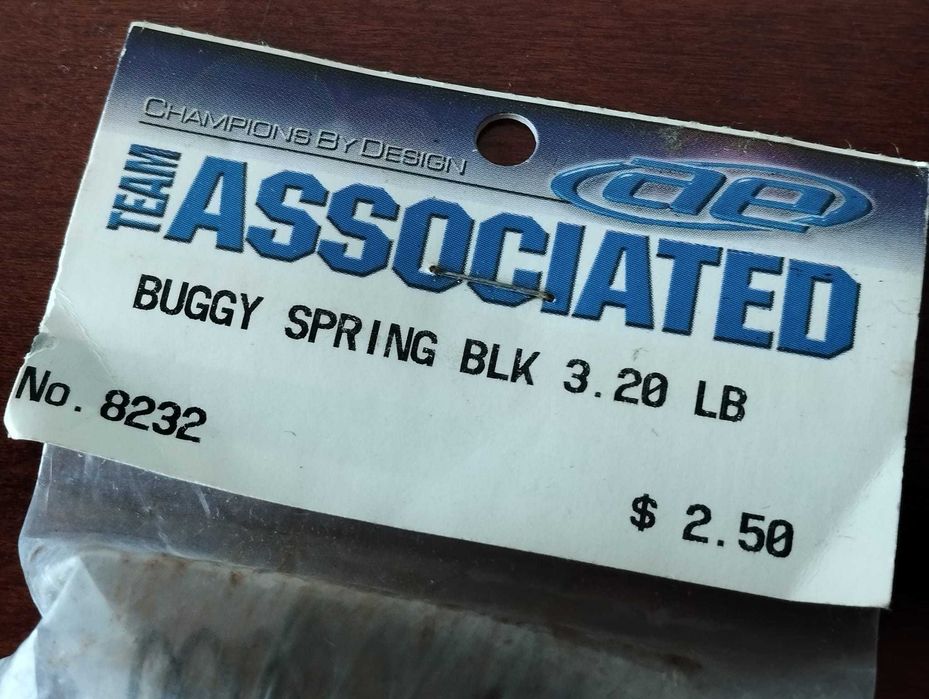 CHAMPIONS BY DESIGN
ae
TEAM ASSOCIATED
BUGGY SPRING BLK 3.20 LB
No. 8232
$ 2.50